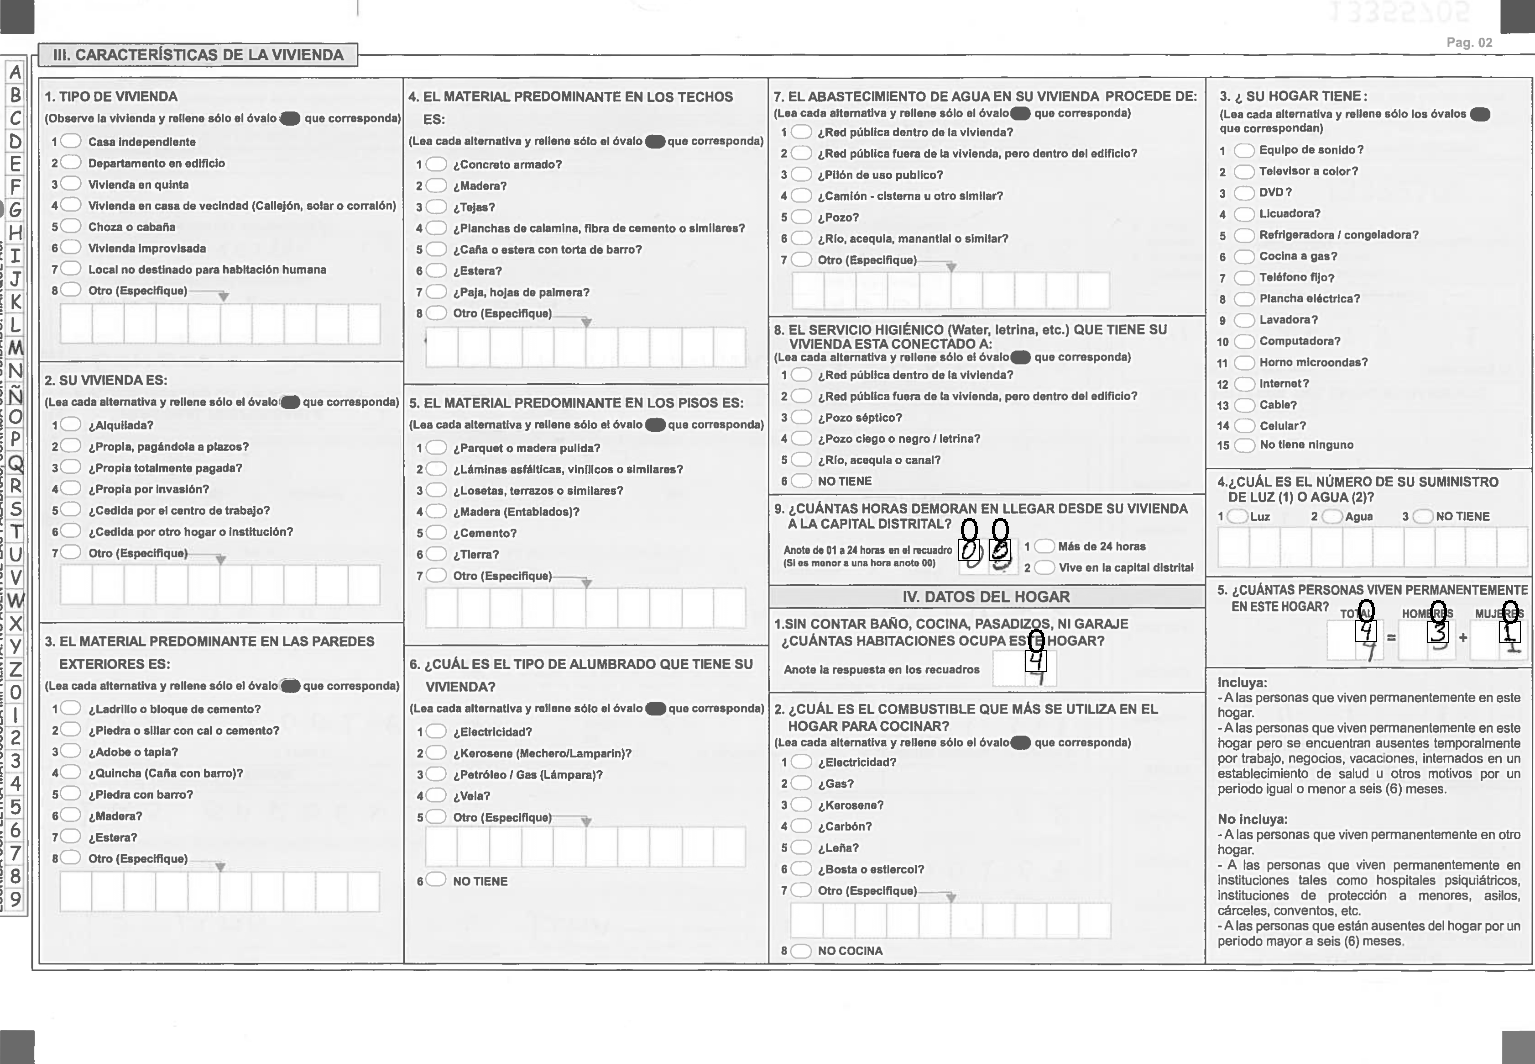 13355705
Pag. 02
III. CARACTERÍSTICAS DE LA VIVIENDA
A
B
C
D
E
F
G
H
I
J
K
L
M
N
Ñ
O
P
Q
R
S
T
U
V
W
X
Y
Z
0
1
2
3
4
5
6
7
8
9
1. TIPO DE VIVIENDA
(Observe la vivienda y rellene sólo el óvalo que corresponda)
1 Casa independiente
2 Departamento en edificio
3 Vivienda en quinta
4 Vivienda en casa de vecindad (Callejón, solar o corralón)
5 Choza o cabaña
6 Vivienda improvisada
7 Local no destinado para habitación humana
8 Otro (Especifique)
2. SU VIVIENDA ES:
(Lea cada alternativa y rellene sólo el óvalo que corresponda)
1 ¿Alquilada?
2 ¿Propia, pagándola a plazos?
3 ¿Propia totalmente pagada?
4 ¿Propia por invasión?
5 ¿Cedida por el centro de trabajo?
6 ¿Cedida por otro hogar o institución?
7 Otro (Especifique)
3. EL MATERIAL PREDOMINANTE EN LAS PAREDES
EXTERIORES ES:
(Lea cada alternativa y rellene sólo el óvalo que corresponda)
1 ¿Ladrillo o bloque de cemento?
2 ¿Piedra o sillar con cal o cemento?
3 ¿Adobe o tapia?
4 ¿Quincha (Caña con barro)?
5 ¿Piedra con barro?
6 ¿Madera?
7 ¿Estera?
8 Otro (Especifique)
4. EL MATERIAL PREDOMINANTE EN LOS TECHOS
ES:
(Lea cada alternativa y rellene sólo el óvalo que corresponda)
1 ¿Concreto armado?
2 ¿Madera?
3 ¿Tejas?
4 ¿Planchas de calamina, fibra de cemento o similares?
5 ¿Caña o estera con torta de barro?
6 ¿Estera?
7 ¿Paja, hojas de palmera?
8 Otro (Especifique)
5. EL MATERIAL PREDOMINANTE EN LOS PISOS ES:
(Lea cada alternativa y rellene sólo el óvalo que corresponda)
1 ¿Parquet o madera pulida?
2 ¿Láminas asfálticas, vinílicos o similares?
3 ¿Losetas, terrazos o similares?
4 ¿Madera (Entablados)?
5 ¿Cemento?
6 ¿Tierra?
7 Otro (Especifique)
6. ¿CUÁL ES EL TIPO DE ALUMBRADO QUE TIENE SU
VIVIENDA?
(Lea cada alternativa y rellene sólo el óvalo que corresponda)
1 ¿Electricidad?
2 ¿Kerosene (Mechero/Lamparín)?
3 ¿Petróleo / Gas (Lámpara)?
4 ¿Vela?
5 Otro (Especifique)
6 NO TIENE
7. EL ABASTECIMIENTO DE AGUA EN SU VIVIENDA PROCEDE DE:
(Lea cada alternativa y rellene sólo el óvalo que corresponda)
1 ¿Red pública dentro de la vivienda?
2 ¿Red pública fuera de la vivienda, pero dentro del edificio?
3 ¿Pilón de uso publico?
4 ¿Camión - cisterna u otro similar?
5 ¿Pozo?
6 ¿Río, acequia, manantial o similar?
7 Otro (Especifique)
8. EL SERVICIO HIGIÉNICO (Water, letrina, etc.) QUE TIENE SU
VIVIENDA ESTA CONECTADO A:
(Lea cada alternativa y rellene sólo el óvalo que corresponda)
1 ¿Red pública dentro de la vivienda?
2 ¿Red pública fuera de la vivienda, pero dentro del edificio?
3 ¿Pozo séptico?
4 ¿Pozo ciego o negro / letrina?
5 ¿Río, acequia o canal?
6 NO TIENE
9. ¿CUÁNTAS HORAS DEMORAN EN LLEGAR DESDE SU VIVIENDA
A LA CAPITAL DISTRITAL? 0 0
Anote de 01 a 24 horas en el recuadro 0 0 1 Más de 24 horas
(Si es menor a una hora anote 00) 2 Vive en la capital distrital
IV. DATOS DEL HOGAR
1.SIN CONTAR BAÑO, COCINA, PASADIZOS, NI GARAJE
¿CUÁNTAS HABITACIONES OCUPA ESTE HOGAR? 0
Anote la respuesta en los recuadros 4
2. ¿CUÁL ES EL COMBUSTIBLE QUE MÁS SE UTILIZA EN EL
HOGAR PARA COCINAR?
(Lea cada alternativa y rellene sólo el óvalo que corresponda)
1 ¿Electricidad?
2 ¿Gas?
3 ¿Kerosene?
4 ¿Carbón?
5 ¿Leña?
6 ¿Bosta o estiercol?
7 Otro (Especifique)
8 NO COCINA
3. ¿ SU HOGAR TIENE :
(Lea cada alternativa y rellene sólo los óvalos
que correspondan)
1 Equipo de sonido ?
2 Televisor a color?
3 DVD ?
4 Licuadora?
5 Refrigeradora / congeladora?
6 Cocina a gas?
7 Teléfono fijo?
8 Plancha eléctrica?
9 Lavadora?
10 Computadora?
11 Horno microondas?
12 Internet?
13 Cable?
14 Celular?
15 No tiene ninguno
4.¿CUÁL ES EL NÚMERO DE SU SUMINISTRO
DE LUZ (1) O AGUA (2)?
1 Luz 2 Agua 3 NO TIENE
5. ¿CUÁNTAS PERSONAS VIVEN PERMANENTEMENTE
EN ESTE HOGAR? TOTAL 0 HOMBRES 0 MUJERES 0
4 = 3 + 1
Incluya:
- A las personas que viven permanentemente en este
hogar.
- A las personas que viven permanentemente en este
hogar pero se encuentran ausentes temporalmente
por trabajo, negocios, vacaciones, internados en un
establecimiento de salud u otros motivos por un
periodo igual o menor a seis (6) meses.
No incluya:
- A las personas que viven permanentemente en otro
hogar.
- A las personas que viven permanentemente en
instituciones tales como hospitales psiquiátricos,
instituciones de protección a menores, asilos,
cárceles, conventos, etc.
- A las personas que están ausentes del hogar por un
periodo mayor a seis (6) meses.